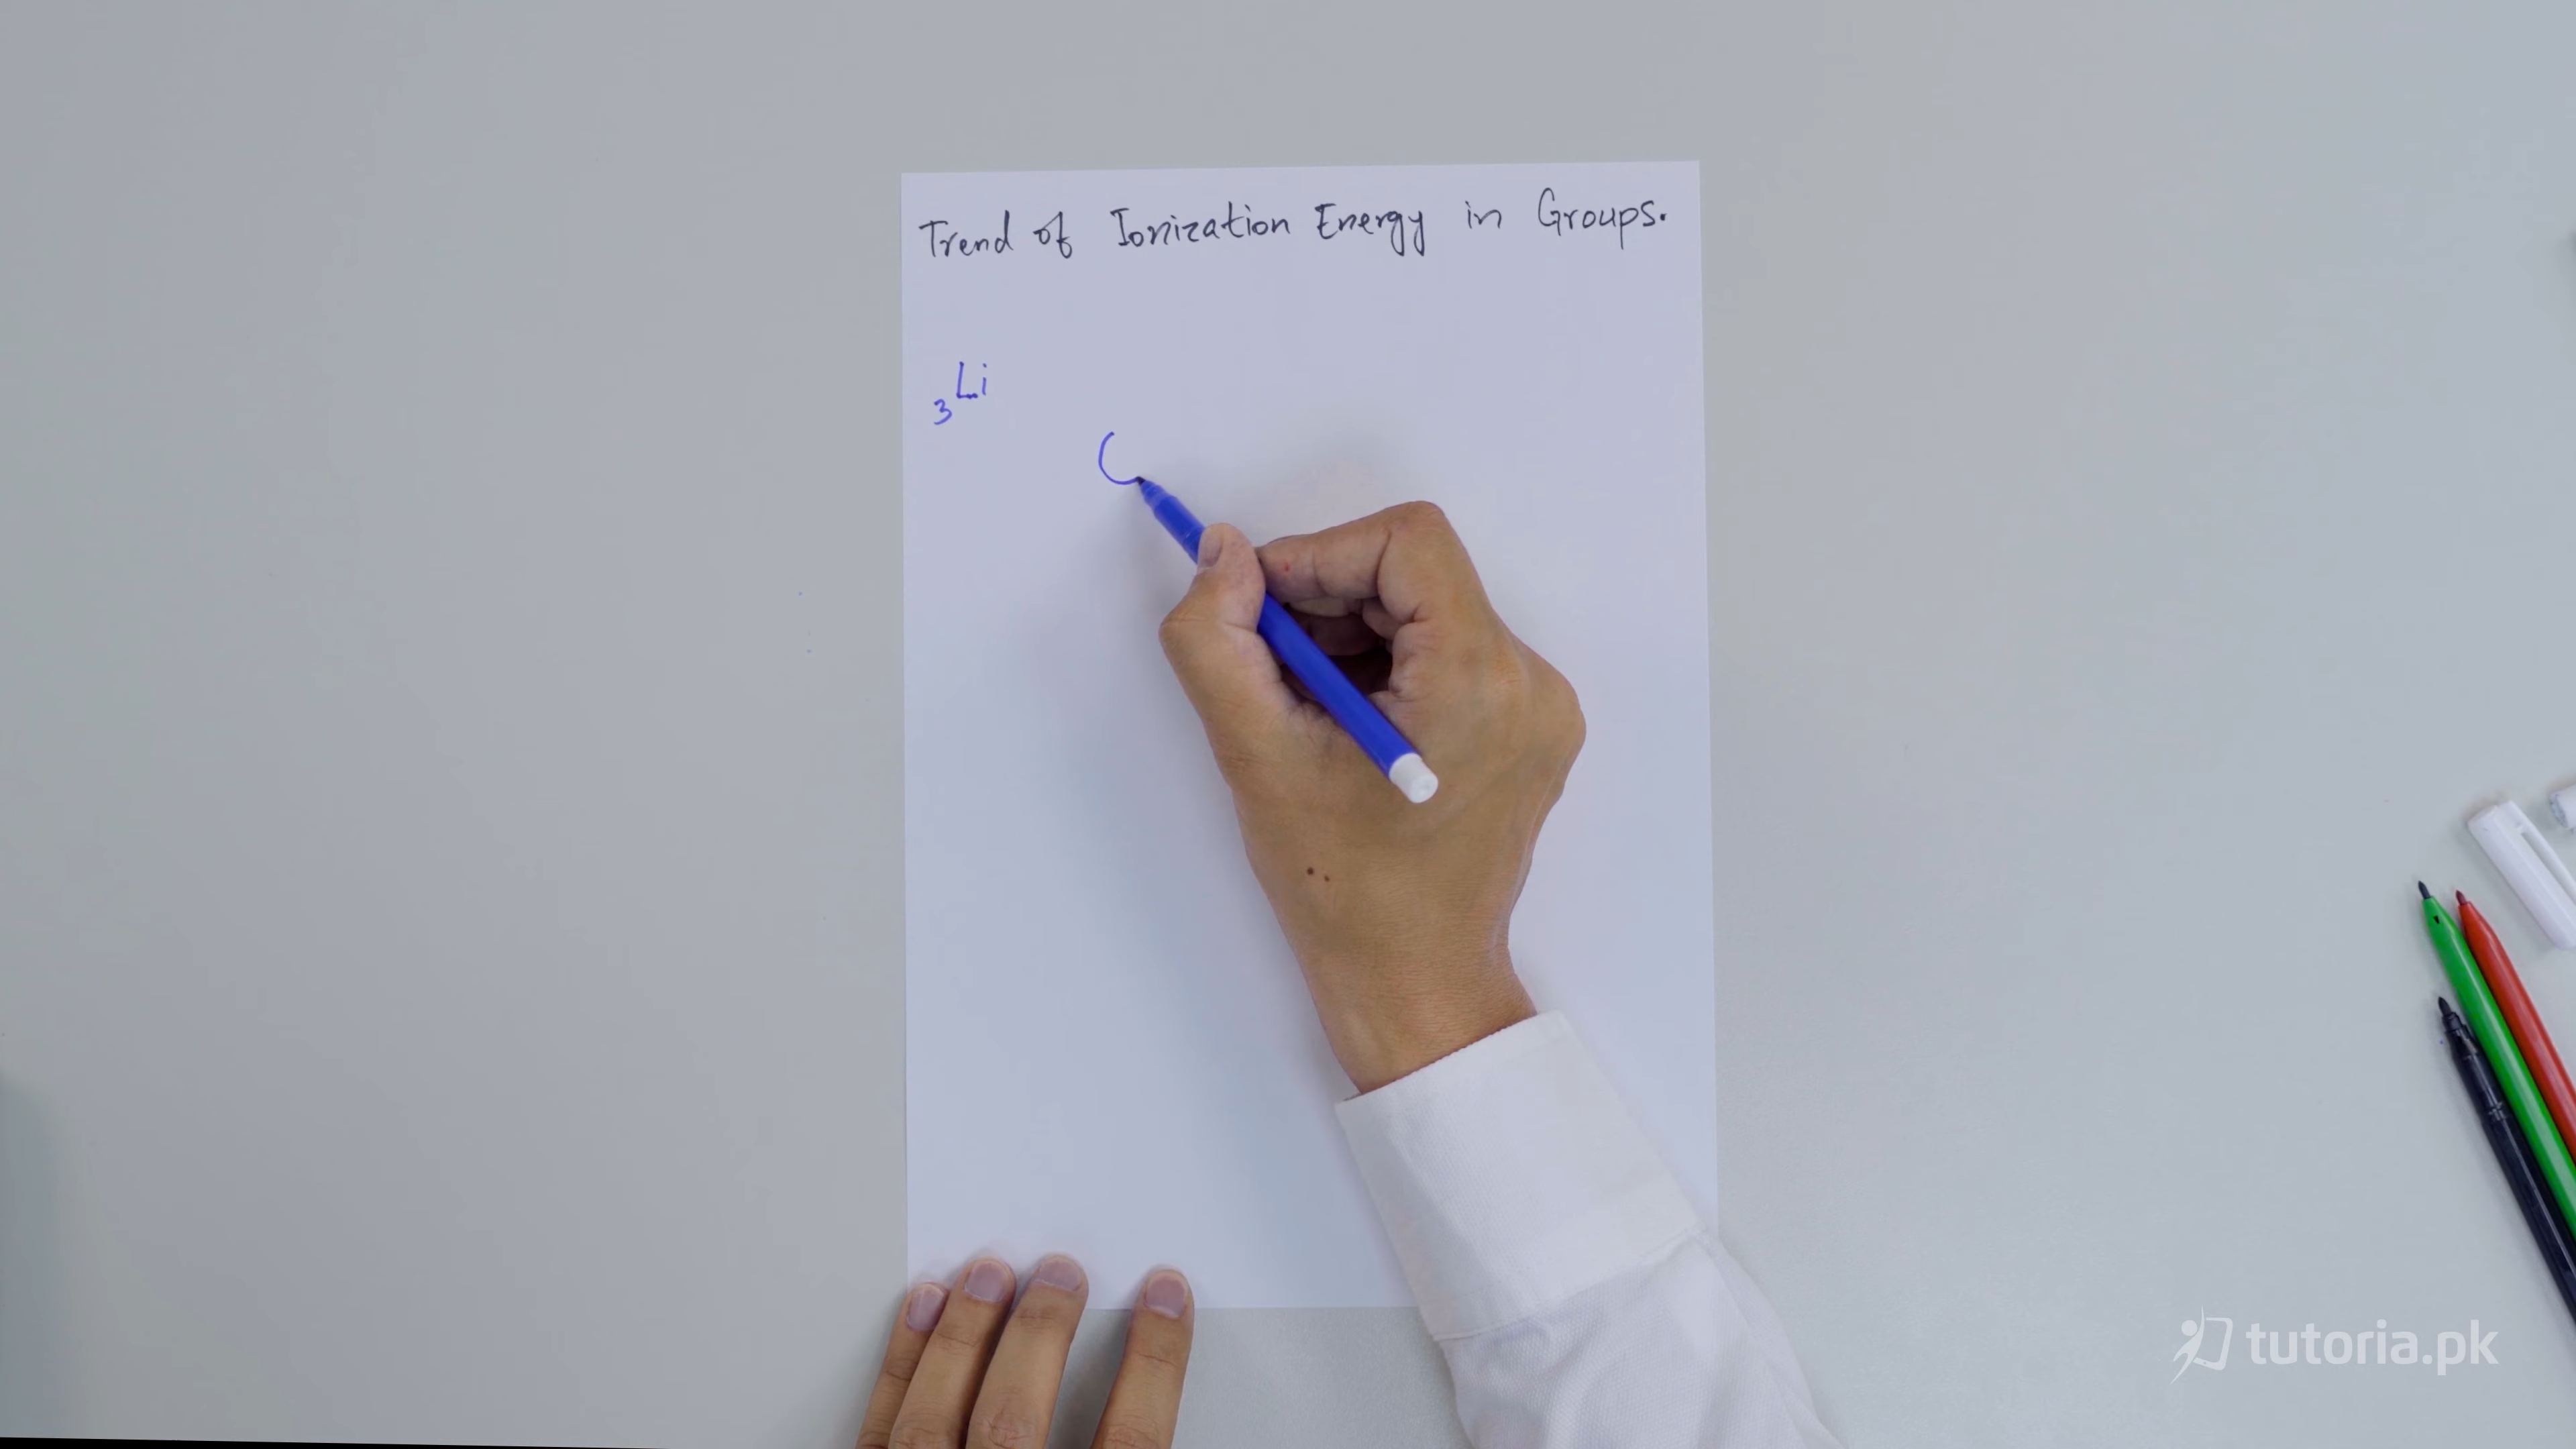 Trend of Ionization Energy in Groups.
₃Li
tutoria.pk